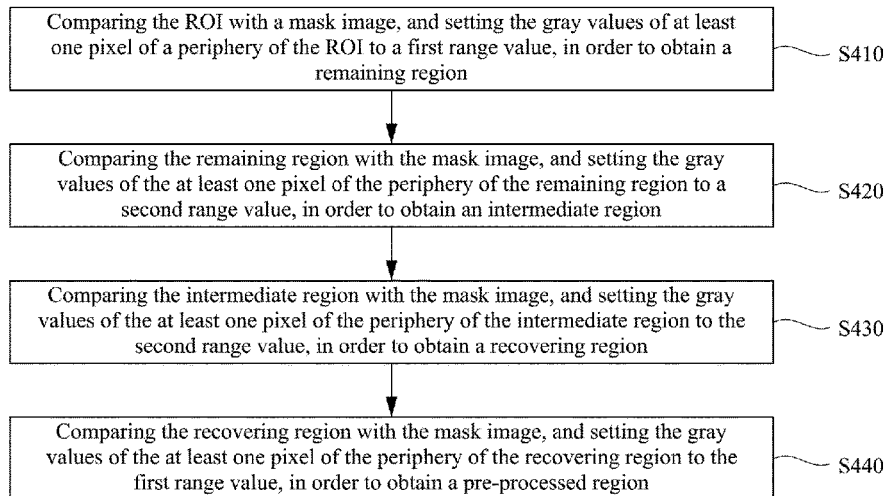 Comparing the ROI with a mask image, and setting the gray values of at least
one pixel of a periphery of the ROI to a first range value, in order to obtain a
remaining region
S410
Comparing the remaining region with the mask image, and setting the gray
values of the at least one pixel of the periphery of the remaining region to a
second range value, in order to obtain an intermediate region
S420
Comparing the intermediate region with the mask image, and setting the gray
values of the at least one pixel of the periphery of the intermediate region to the
second range value, in order to obtain a recovering region
S430
Comparing the recovering region with the mask image, and setting the gray
values of the at least one pixel of the periphery of the recovering region to the
first range value, in order to obtain a pre-processed region
S440